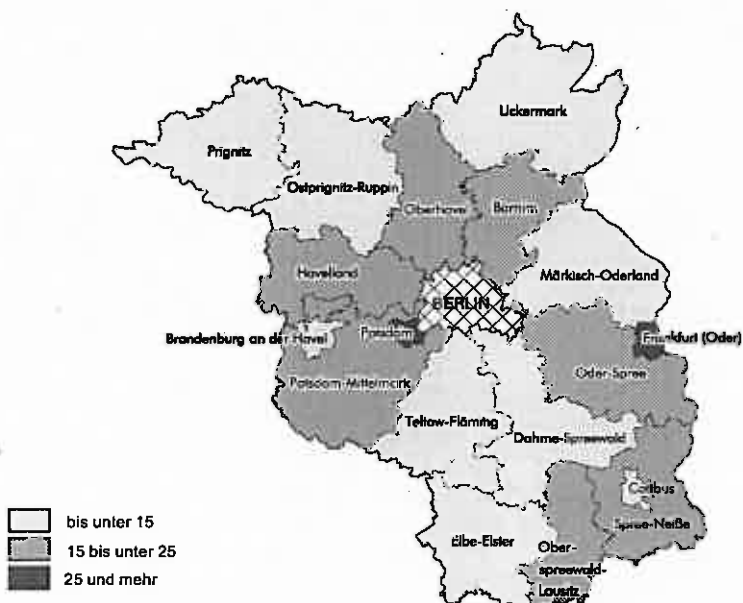 Uckermark
Prignitz
Ostprignitz-Ruppin
Oberhavel
Barnim
Havelland
Märkisch-Oderland
BERLIN
Brandenburg an der Havel
Potsdam
Frankfurt (Oder)
Potsdam-Mittelmark
Oder-Spree
Teltow-Fläming
Dahme-Spreewald
Cottbus
Spree-Neiße
Elbe-Elster
Ober-
spreewald-
Lausitz
bis unter 15
15 bis unter 25
25 und mehr